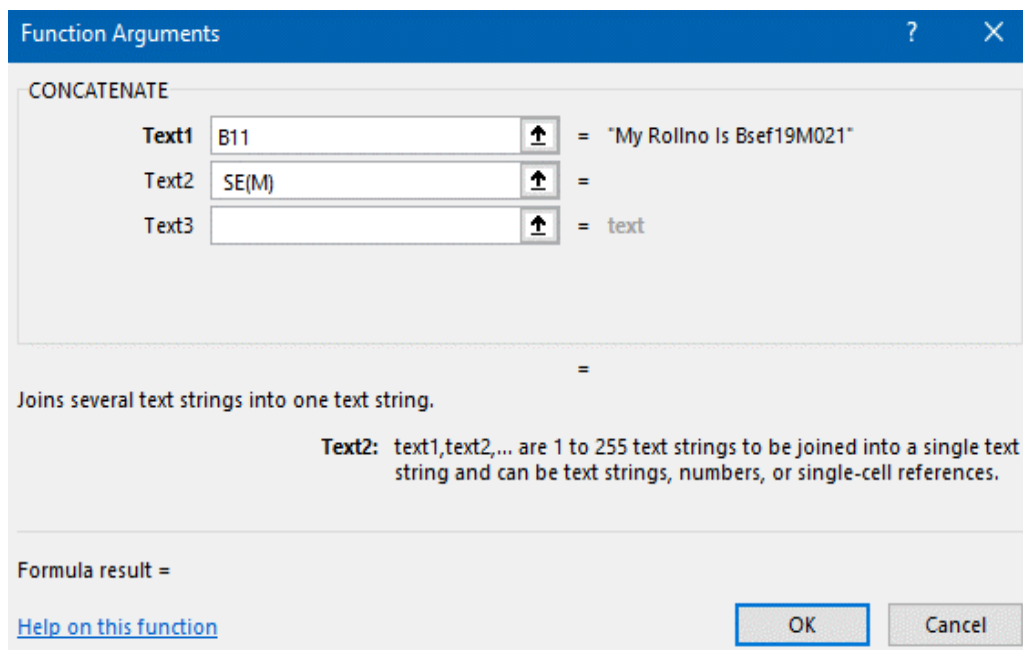 Function Arguments ? ×
CONCATENATE
Text1 B11 = "My Rollno Is Bsef19M021"
Text2 SE(M) =
Text3 = text
=
Joins several text strings into one text string.
Text2: text1,text2,... are 1 to 255 text strings to be joined into a single text
string and can be text strings, numbers, or single-cell references.
Formula result =
Help on this function OK Cancel